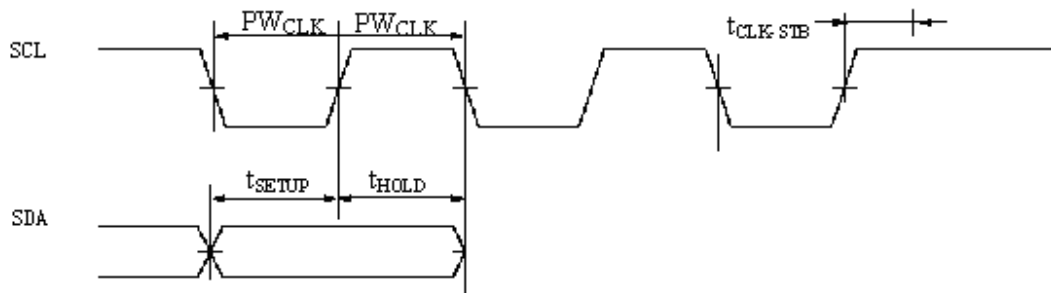 PWCLK PWCLK tCLK-STB
SCL
tSETUP tHOLD
SDA